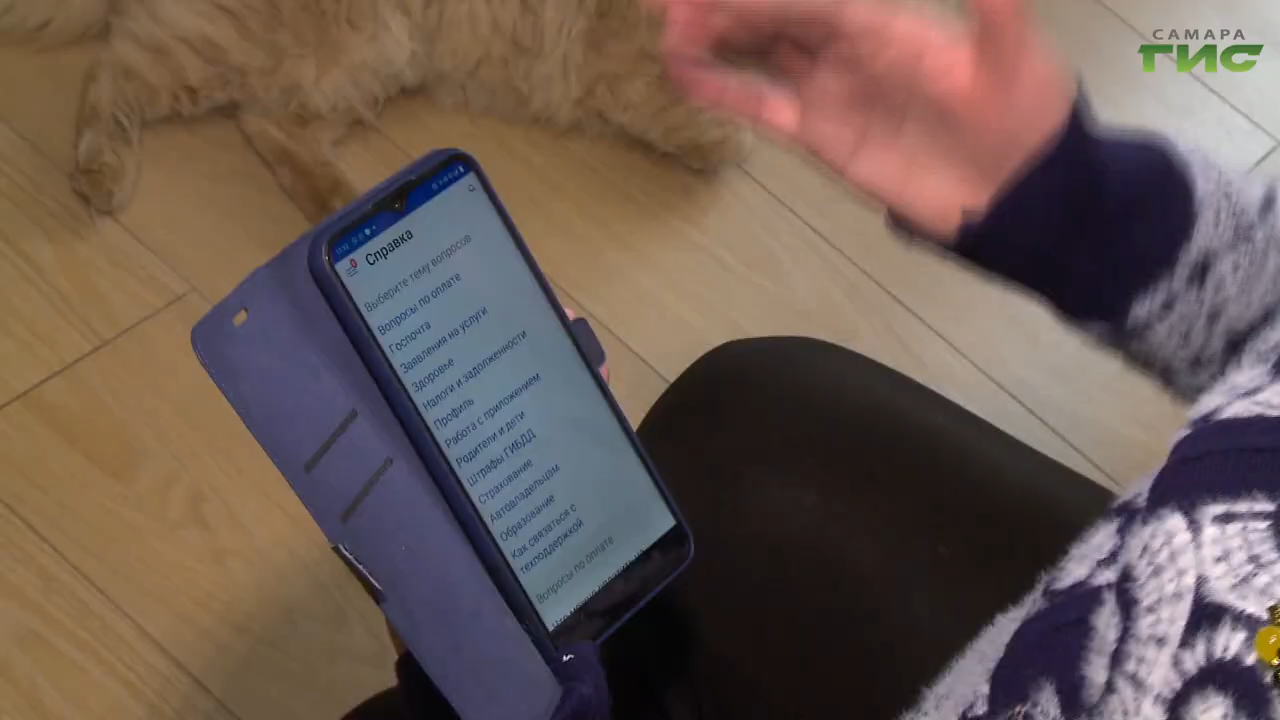 САМАРА
ГИС
Справка
Выберите тему вопросов
Вопросы по оплате
Госпочта
Заявления на услуги
Здоровье
Налоги и задолженности
Профиль
Работа с приложением
Родители и дети
Штрафы ГИБДД
Страхование
Автовладельцам
Образование
Как связаться с
техподдержкой
Вопросы по оплате